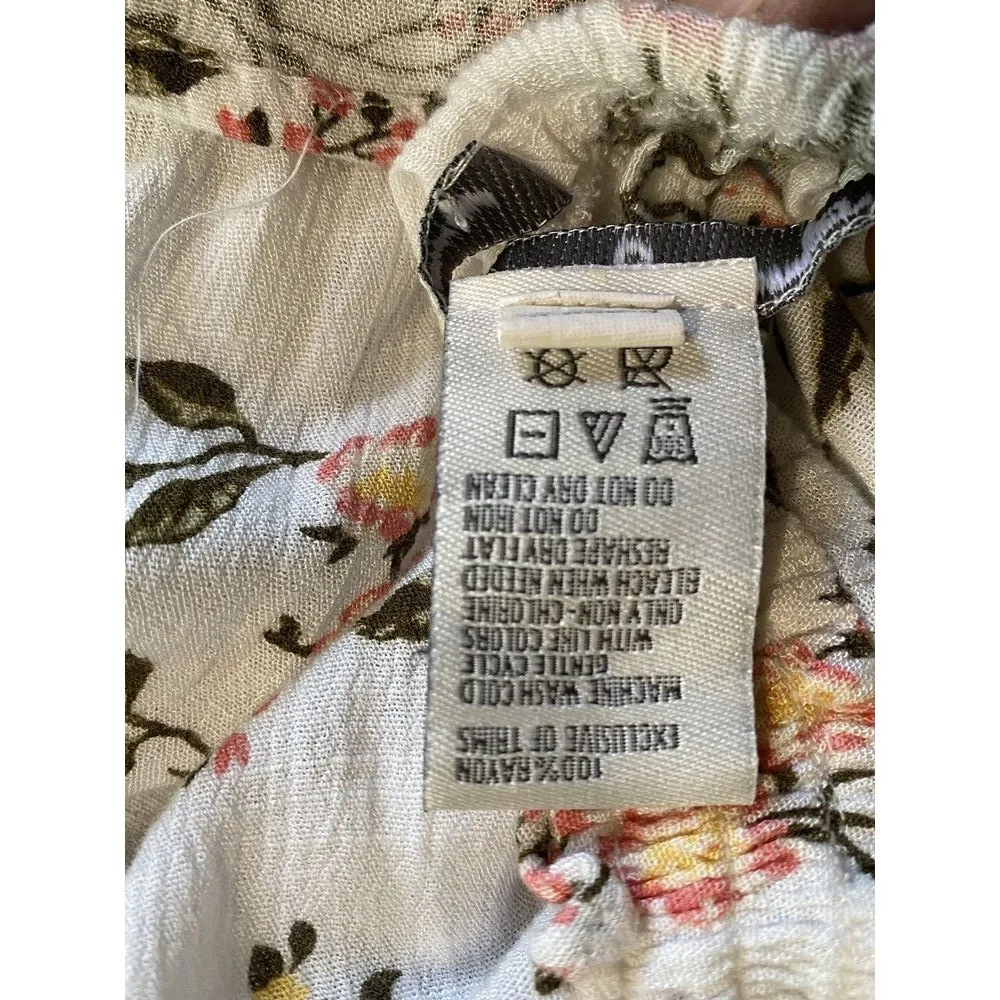 100% RAYON
EXCLUSIVE OF TRIMS
MACHINE WASH COLD
GENTLE CYCLE
WITH LIKE COLORS
ONLY NON-CHLORINE
BLEACH WHEN NEEDED
RESHAPE DRY FLAT
DO NOT IRON
DO NOT DRY CLEAN